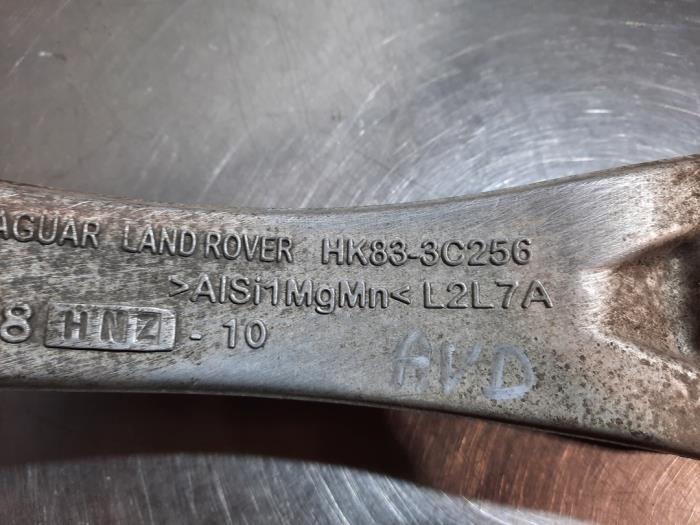 AGUAR LAND ROVER HK83-3C256
>AlSi1MgMn< L2L7A
8 HNZ - 10
AVD